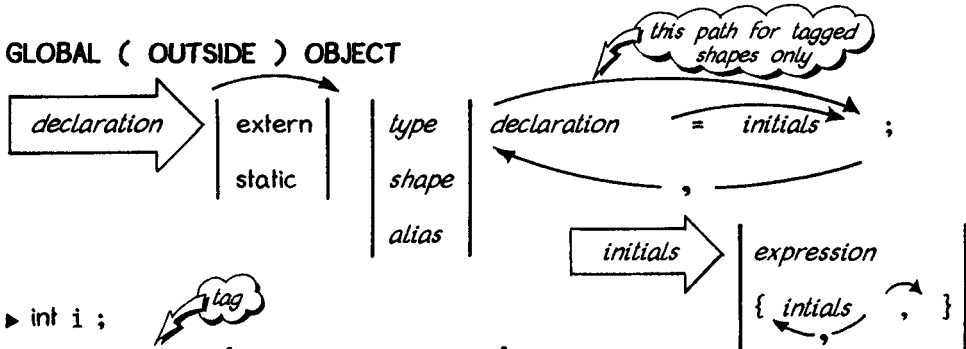 this path for tagged
shapes only
GLOBAL ( OUTSIDE ) OBJECT
declaration extern type declaration = initials ;
static shape ,
alias
initials expression
{ intials , }
,
tag
▶ int i ;